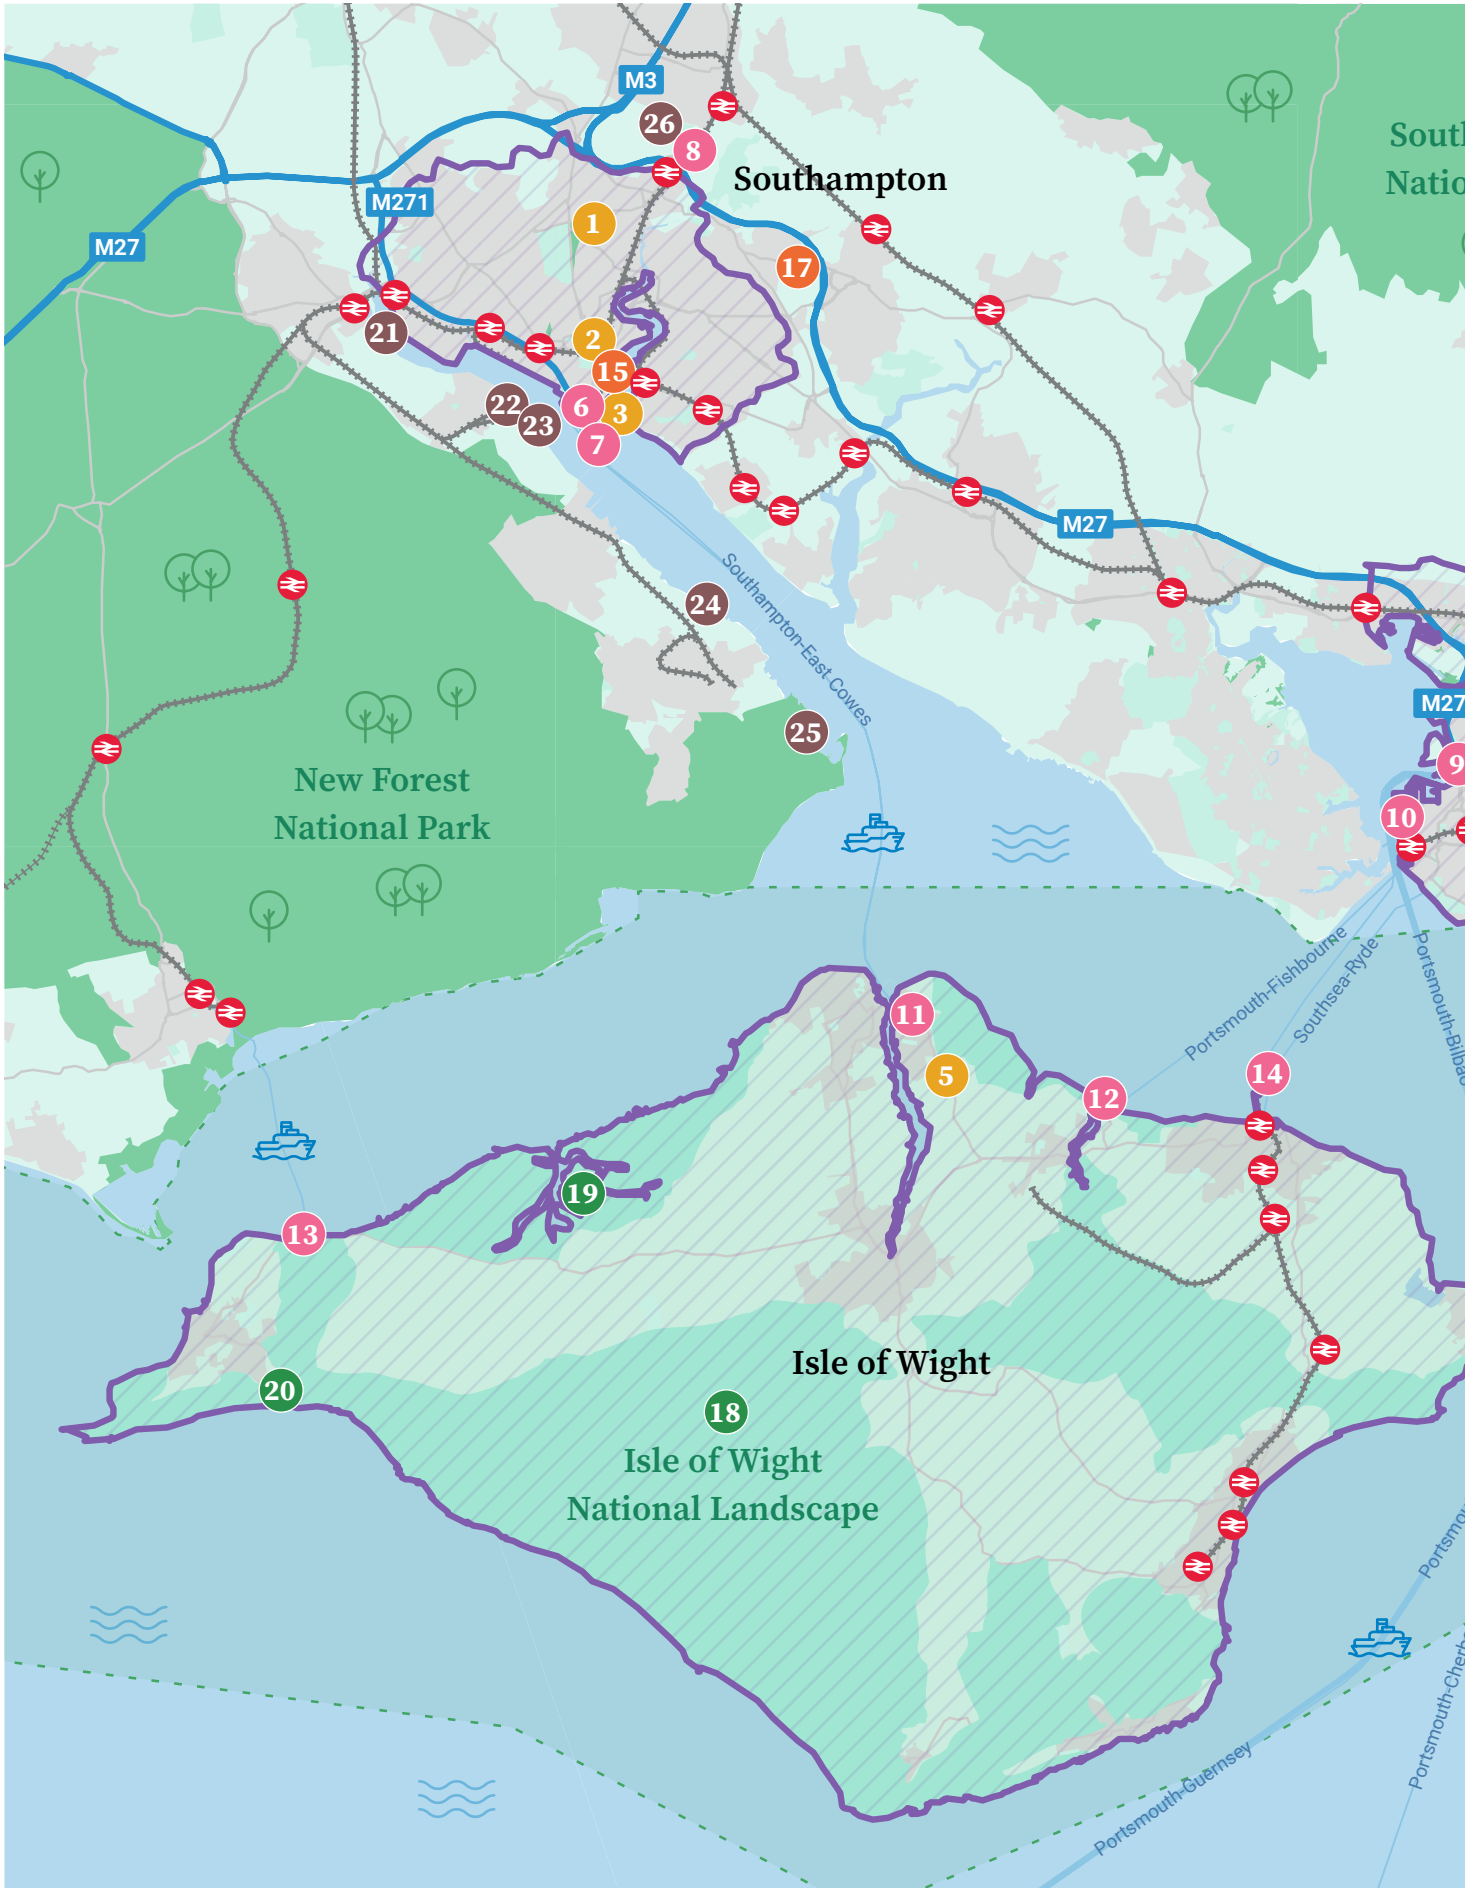 M3
26
8
South
Natio
Southampton
M271
1
M27
17
21
2
15
22
6
3
23
7
M27
Southampton-East Cowes
24
M27
25
9
New Forest
National Park
10
Portsmouth-Fishbourne
Southsea-Ryde
Portsmouth-Bilbao
11
5
14
12
19
13
Isle of Wight
20
18
Isle of Wight
National Landscape
Portsmou
Portsmouth-Cherb
Portsmouth-Guernsey